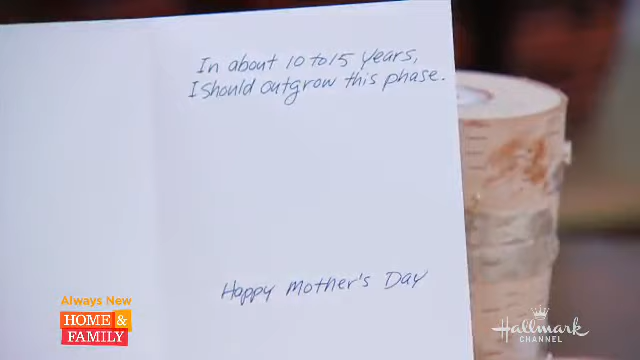 In about 10 to 15 years,
I should outgrow this phase.
Happy Mother's Day
Always New
HOME &
FAMILY
Hallmark
CHANNEL